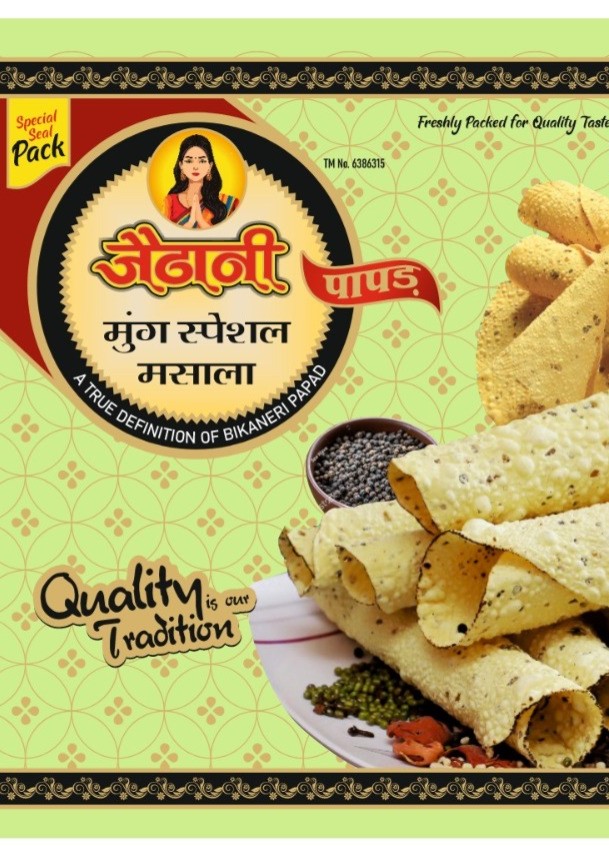 Special
Seal
Pack
Freshly Packed for Quality Taste
TM No. 6386315
जैठानी
पापड़
मुंग स्पेशल
मसाला
A TRUE DEFINITION OF BIKANERI PAPAD
Quality is our
Tradition